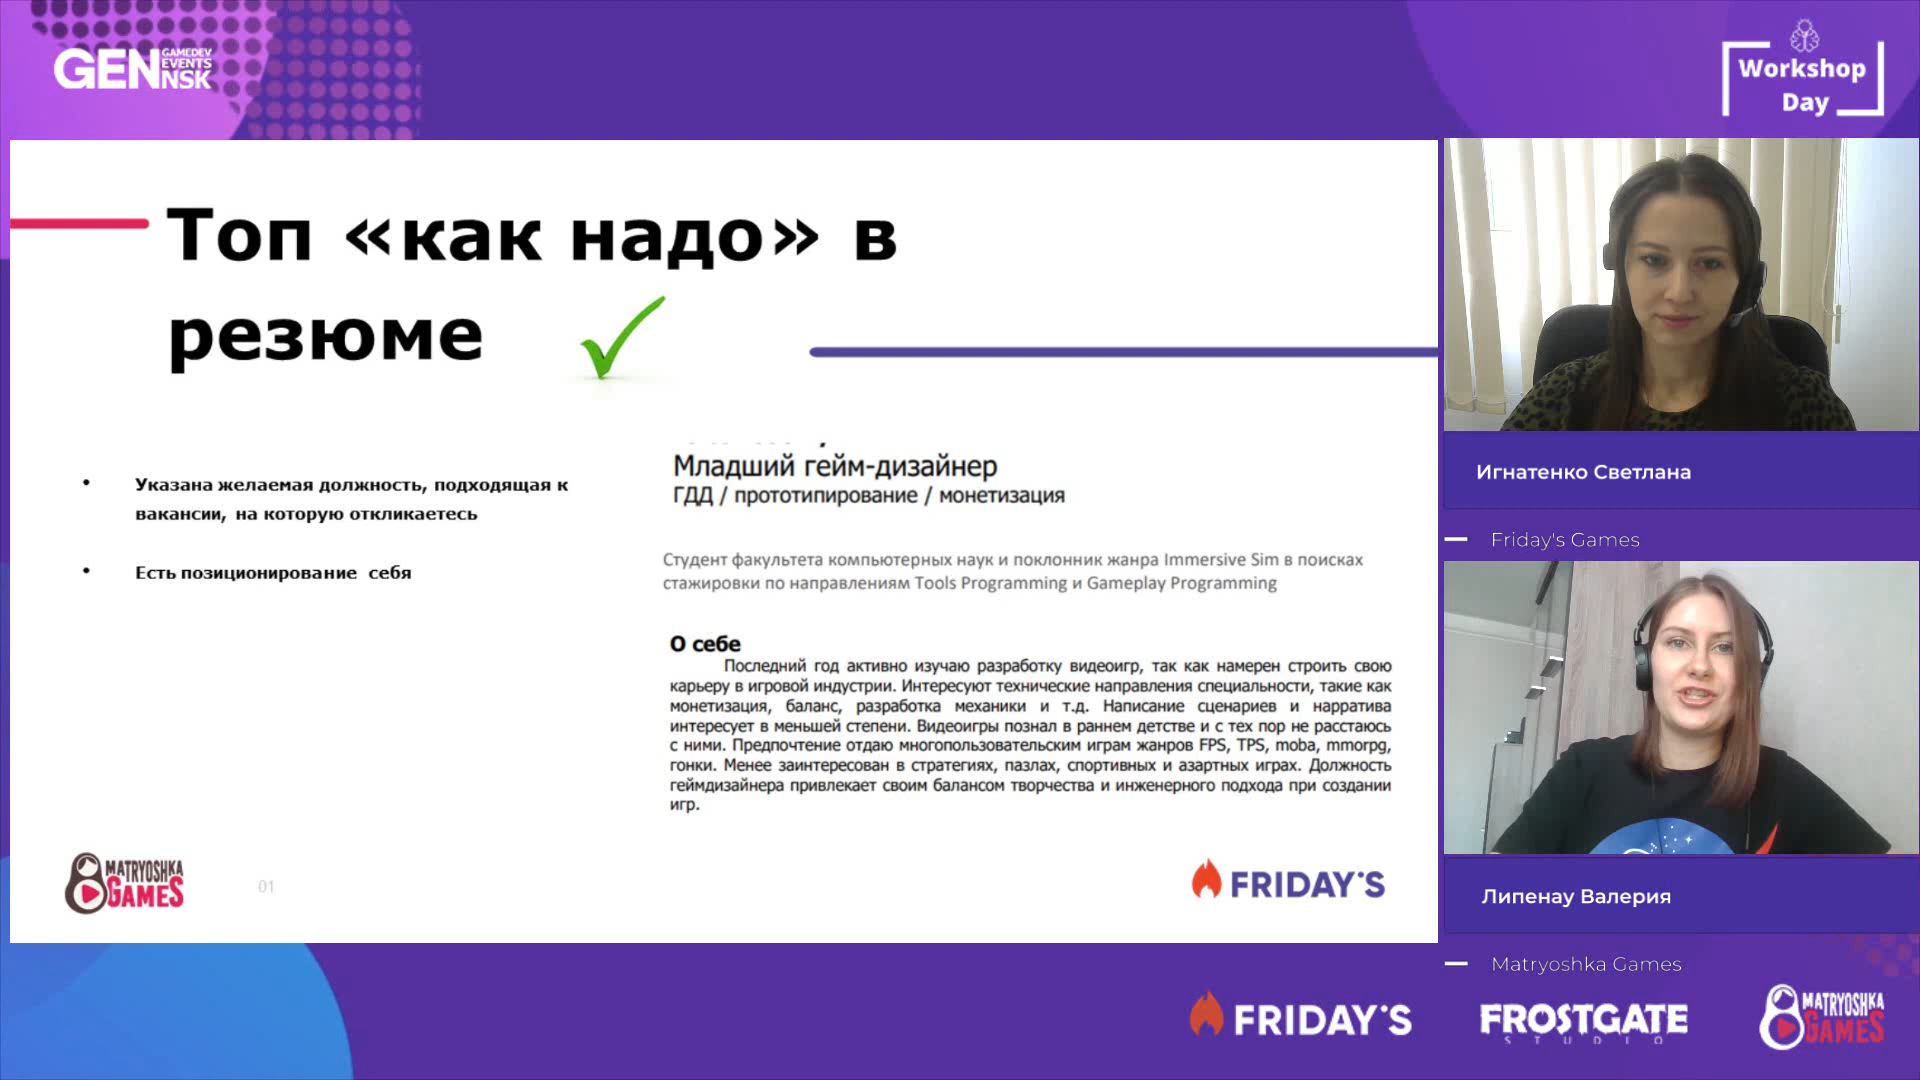 GEN GAMEDEV EVENTS NSK
Workshop
Day
Топ «как надо» в
резюме
• Указана желаемая должность, подходящая к
вакансии, на которую откликаетесь
• Есть позиционирование себя
Младший гейм-дизайнер
ГДД / прототипирование / монетизация
Студент факультета компьютерных наук и поклонник жанра Immersive Sim в поисках
стажировки по направлениям Tools Programming и Gameplay Programming
О себе
Последний год активно изучаю разработку видеоигр, так как намерен строить свою
карьеру в игровой индустрии. Интересуют технические направления специальности, такие как
монетизация, баланс, разработка механики и т.д. Написание сценариев и нарратива
интересует в меньшей степени. Видеоигры познал в раннем детстве и с тех пор не расстаюсь
с ними. Предпочтение отдаю многопользовательским играм жанров FPS, TPS, moba, mmorpg,
гонки. Менее заинтересован в стратегиях, пазлах, спортивных и азартных играх. Должность
геймдизайнера привлекает своим балансом творчества и инженерного подхода при создании
игр.
MATRYOSHKA
GAMES
01
FRIDAY'S
Игнатенко Светлана
Friday's Games
Липенау Валерия
Matryoshka Games
FRIDAY'S
FROSTGATE
STUDIO
MATRYOSHKA
GAMES